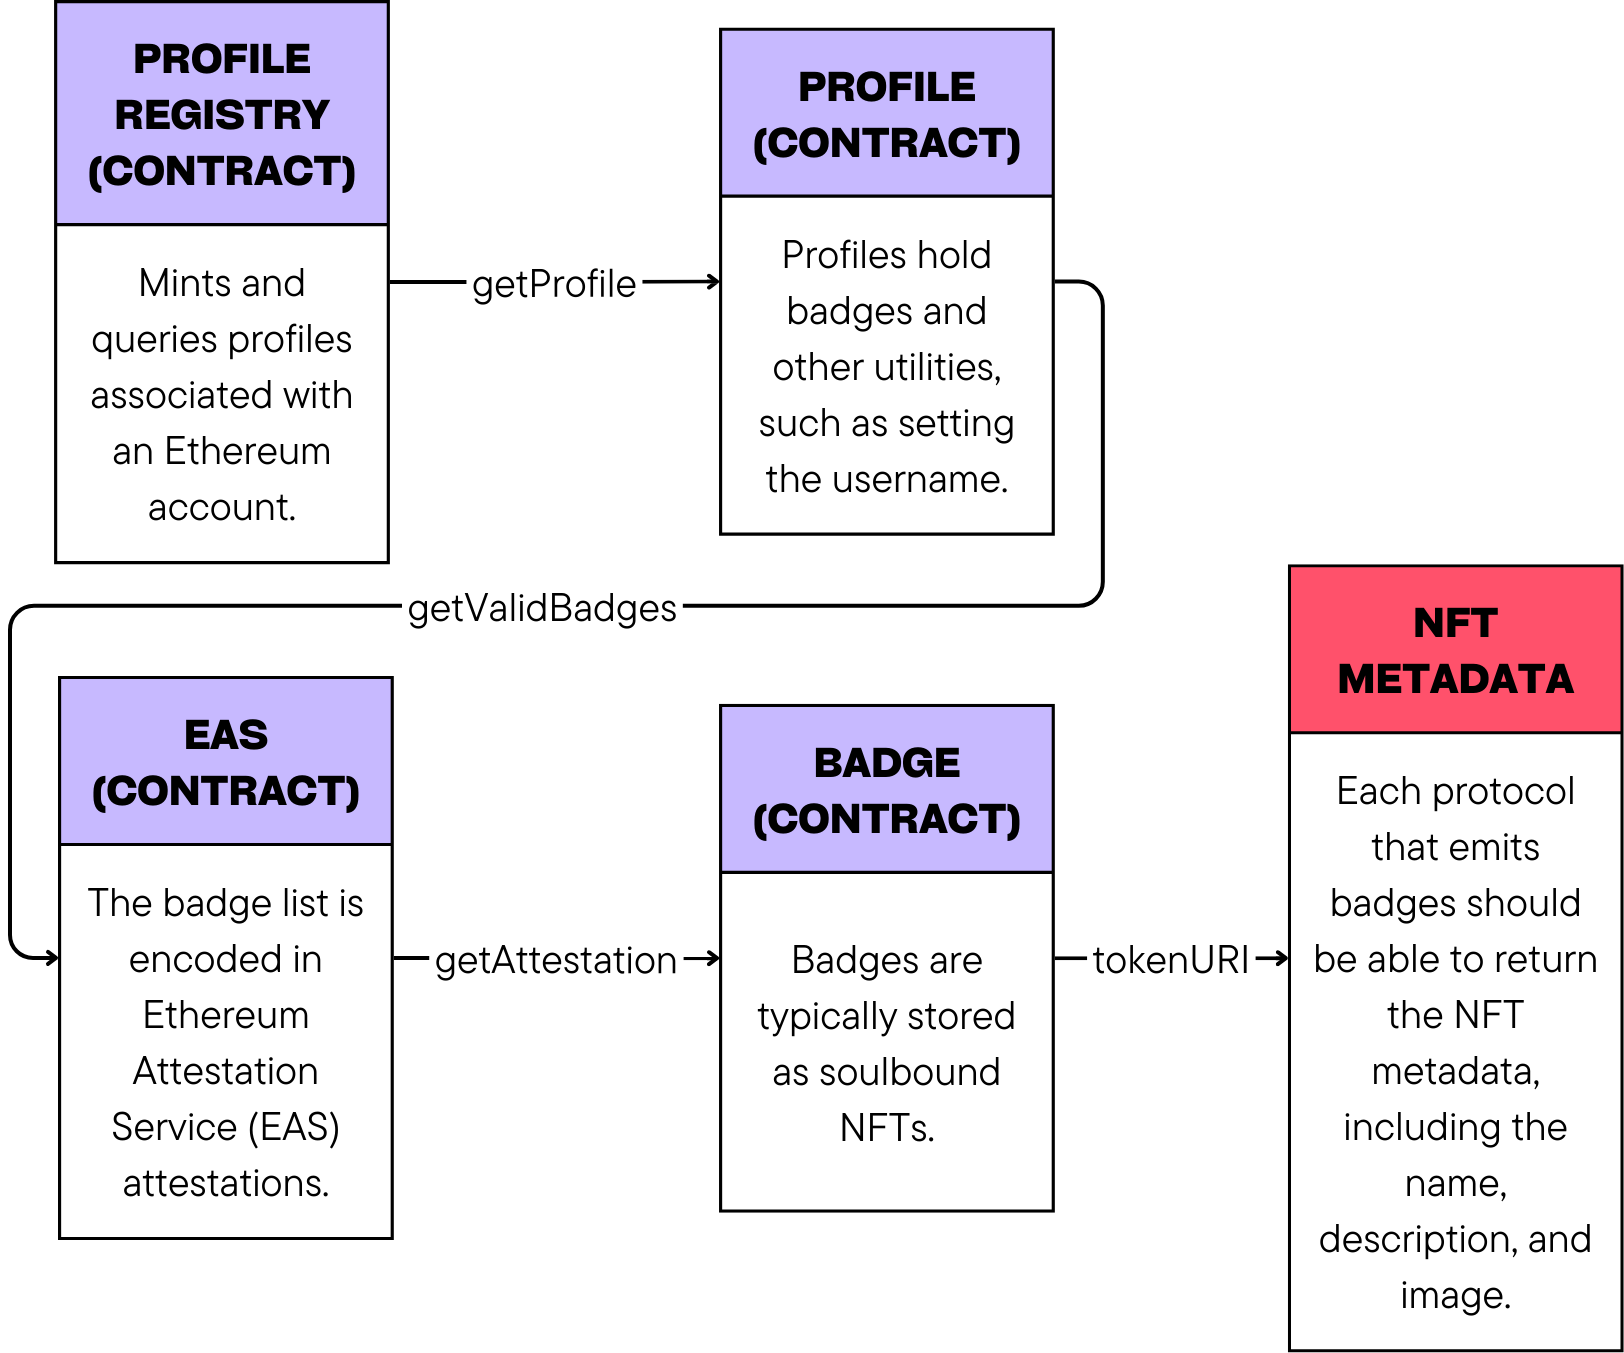 PROFILE
REGISTRY
(CONTRACT)
Mints and
queries profiles
associated with
an Ethereum
account.
getProfile
PROFILE
(CONTRACT)
Profiles hold
badges and
other utilities,
such as setting
the username.
getValidBadges
EAS
(CONTRACT)
The badge list is
encoded in
Ethereum
Attestation
Service (EAS)
attestations.
getAttestation
BADGE
(CONTRACT)
Badges are
typically stored
as soulbound
NFTs.
tokenURI
NFT
METADATA
Each protocol
that emits
badges should
be able to return
the NFT
metadata,
including the
name,
description, and
image.